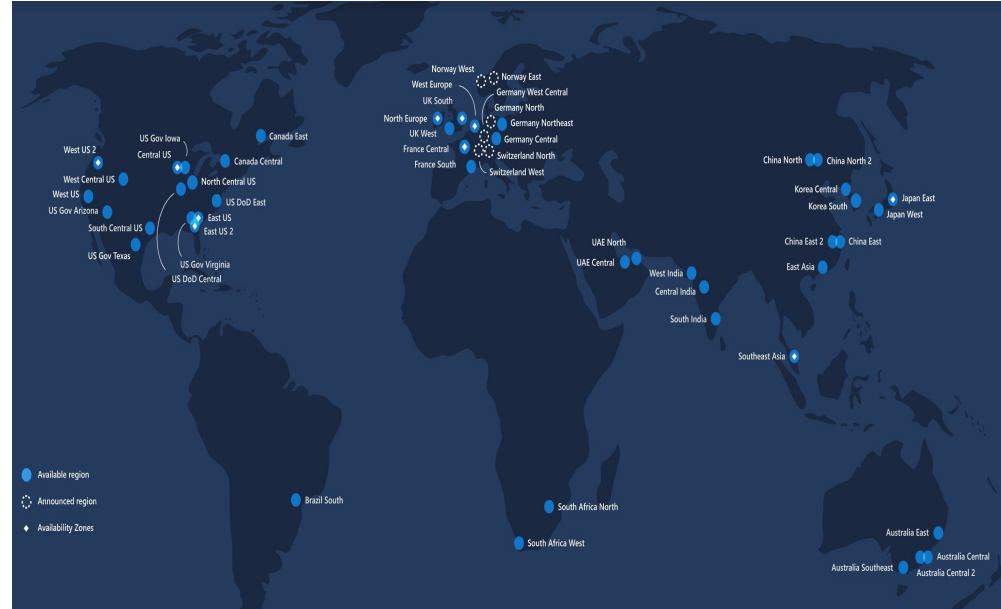 Norway West
Norway East
West Europe
Germany West Central
UK South
Germany North
North Europe
Germany Northeast
UK West
Germany Central
France Central
Switzerland North
France South
Switzerland West
Canada East
US Gov Iowa
West US 2
Central US
Canada Central
West Central US
North Central US
West US
US DoD East
US Gov Arizona
East US
South Central US
East US 2
US Gov Texas
US Gov Virginia
US DoD Central
UAE North
UAE Central
West India
Central India
South India
China North
China North 2
Korea Central
Korea South
Japan East
Japan West
China East 2
China East
East Asia
Southeast Asia
Available region
Announced region
Availability Zones
Brazil South
South Africa North
South Africa West
Australia East
Australia Central
Australia Southeast
Australia Central 2